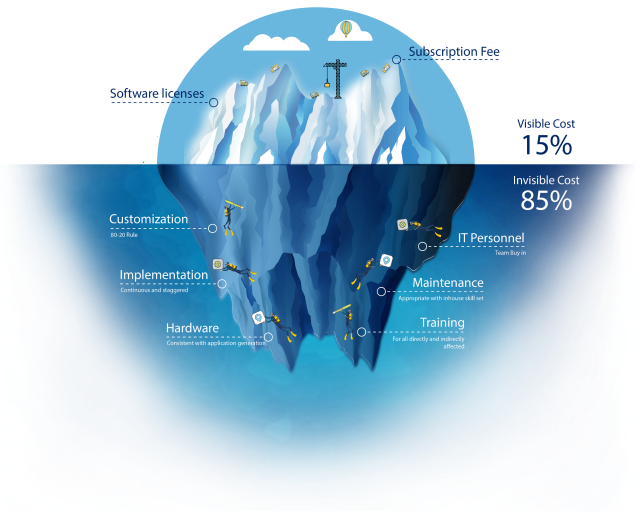 Subscription Fee
Software licenses
Visible Cost
15%
Invisible Cost
85%
Customization
80-20 Rule
IT Personnel
Team Buy in
Implementation
Continuous and staggered
Maintenance
Appropriate with inhouse skill set
Hardware
Consistent with application generation
Training
For all directly and indirectly
affected